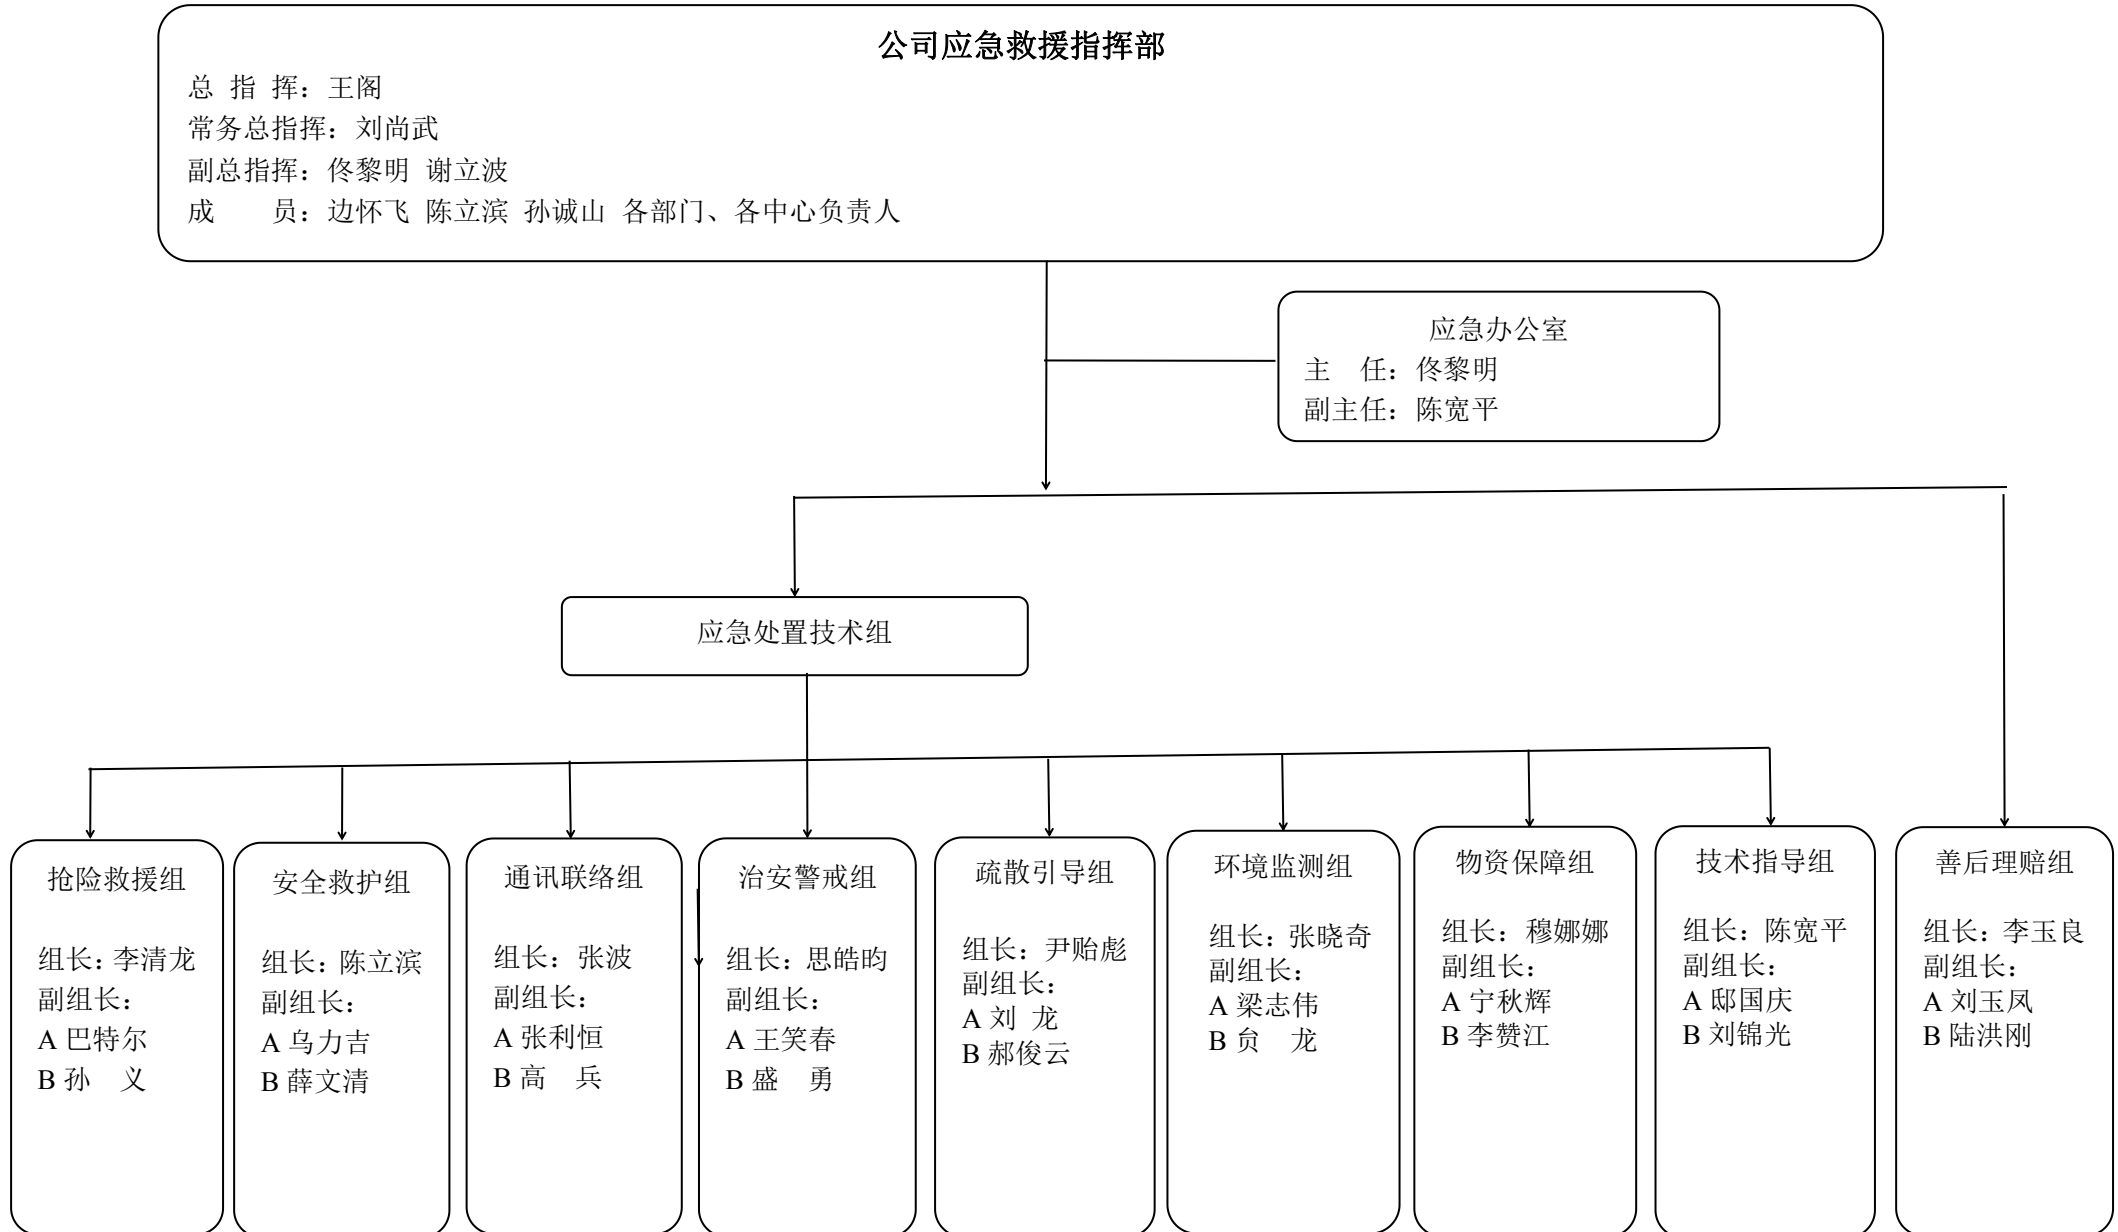 公司应急救援指挥部
总 指 挥：王阁
常务总指挥：刘尚武
副总指挥：佟黎明 谢立波
成　　员：边怀飞 陈立滨 孙诚山 各部门、各中心负责人
应急办公室
主　任：佟黎明
副主任：陈宽平
应急处置技术组
抢险救援组
组长：李清龙
副组长：
A 巴特尔
B 孙　义
安全救护组
组长：陈立滨
副组长：
A 乌力吉
B 薛文清
通讯联络组
组长：张波
副组长：
A 张利恒
B 高　兵
治安警戒组
组长：思皓昀
副组长：
A 王笑春
B 盛　勇
疏散引导组
组长：尹贻彪
副组长：
A 刘 龙
B 郝俊云
环境监测组
组长：张晓奇
副组长：
A 梁志伟
B 贠　龙
物资保障组
组长：穆娜娜
副组长：
A 宁秋辉
B 李赞江
技术指导组
组长：陈宽平
副组长：
A 邸国庆
B 刘锦光
善后理赔组
组长：李玉良
副组长：
A 刘玉凤
B 陆洪刚